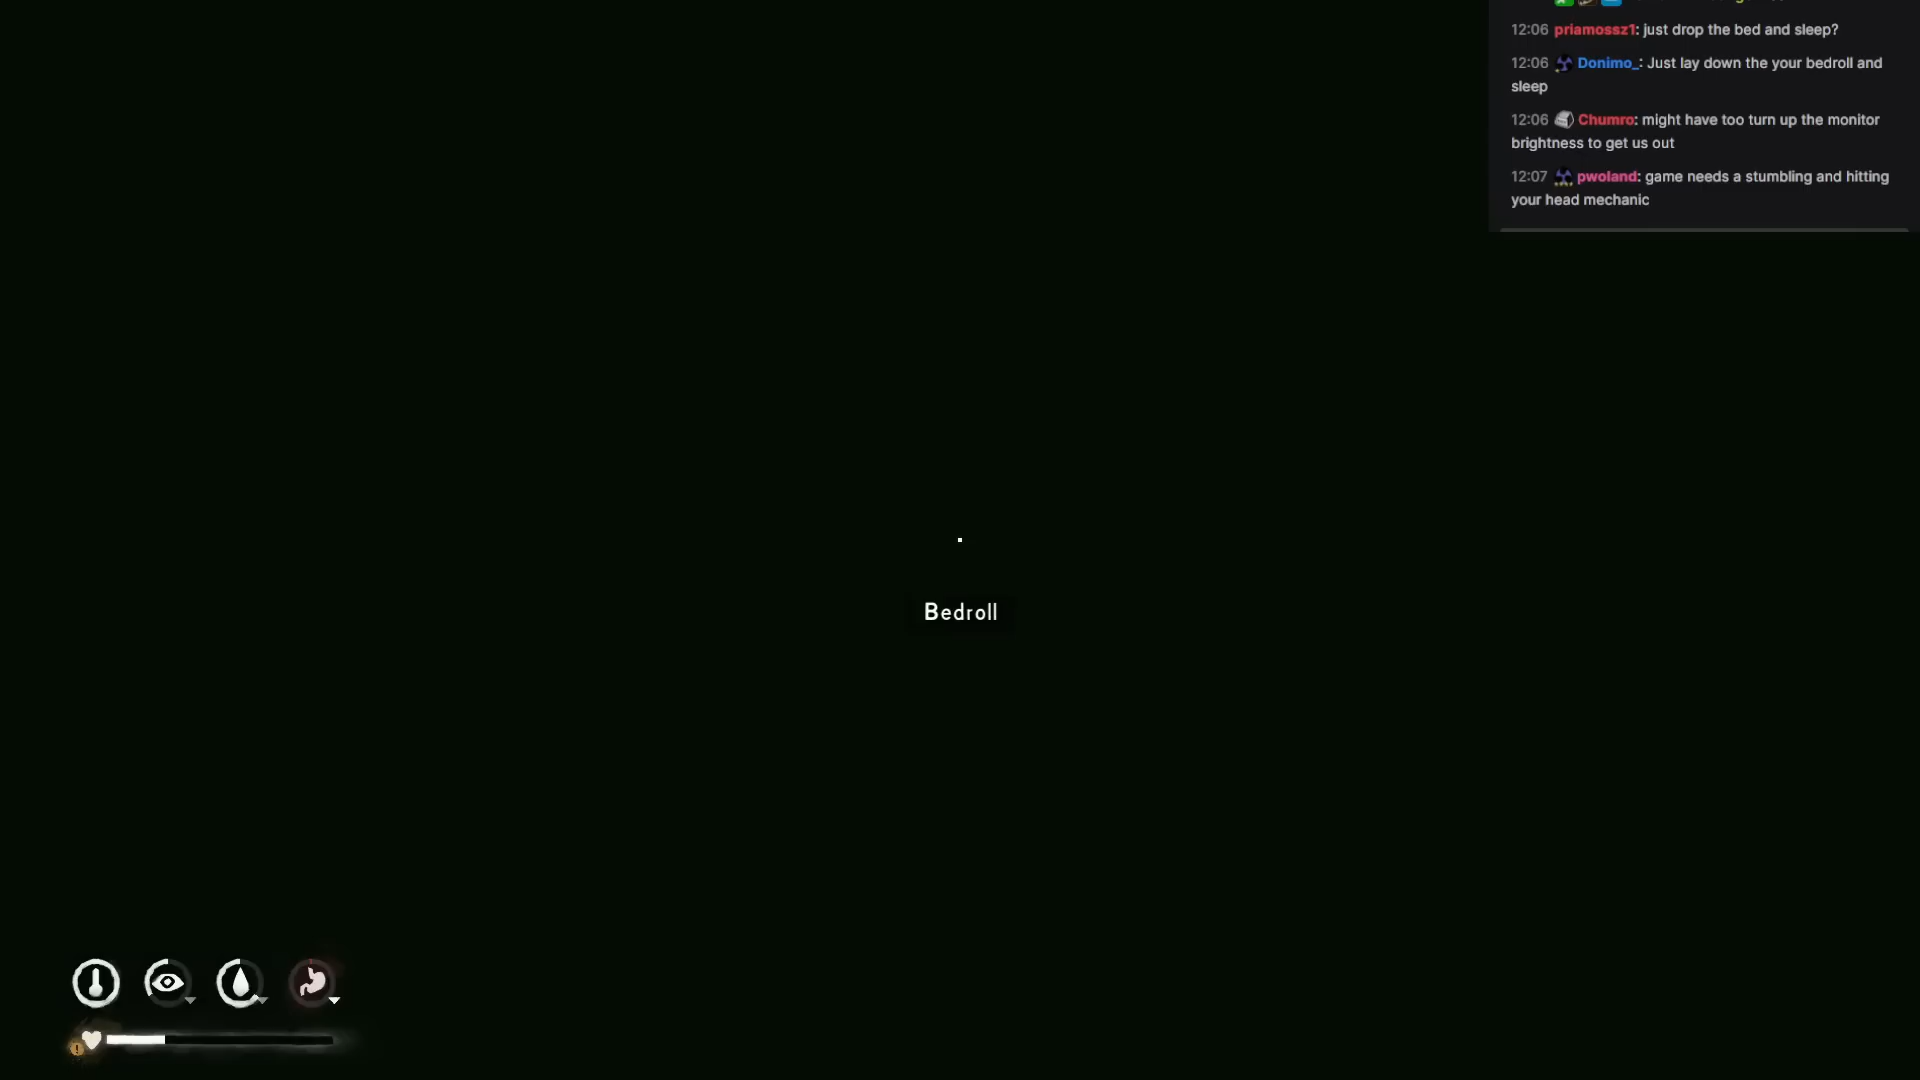 12:06 priamossz1: just drop the bed and sleep?
12:06 Donimo_: Just lay down the your bedroll and
sleep
12:06 Chumro: might have too turn up the monitor
brightness to get us out
12:07 pwoland: game needs a stumbling and hitting
your head mechanic
Bedroll